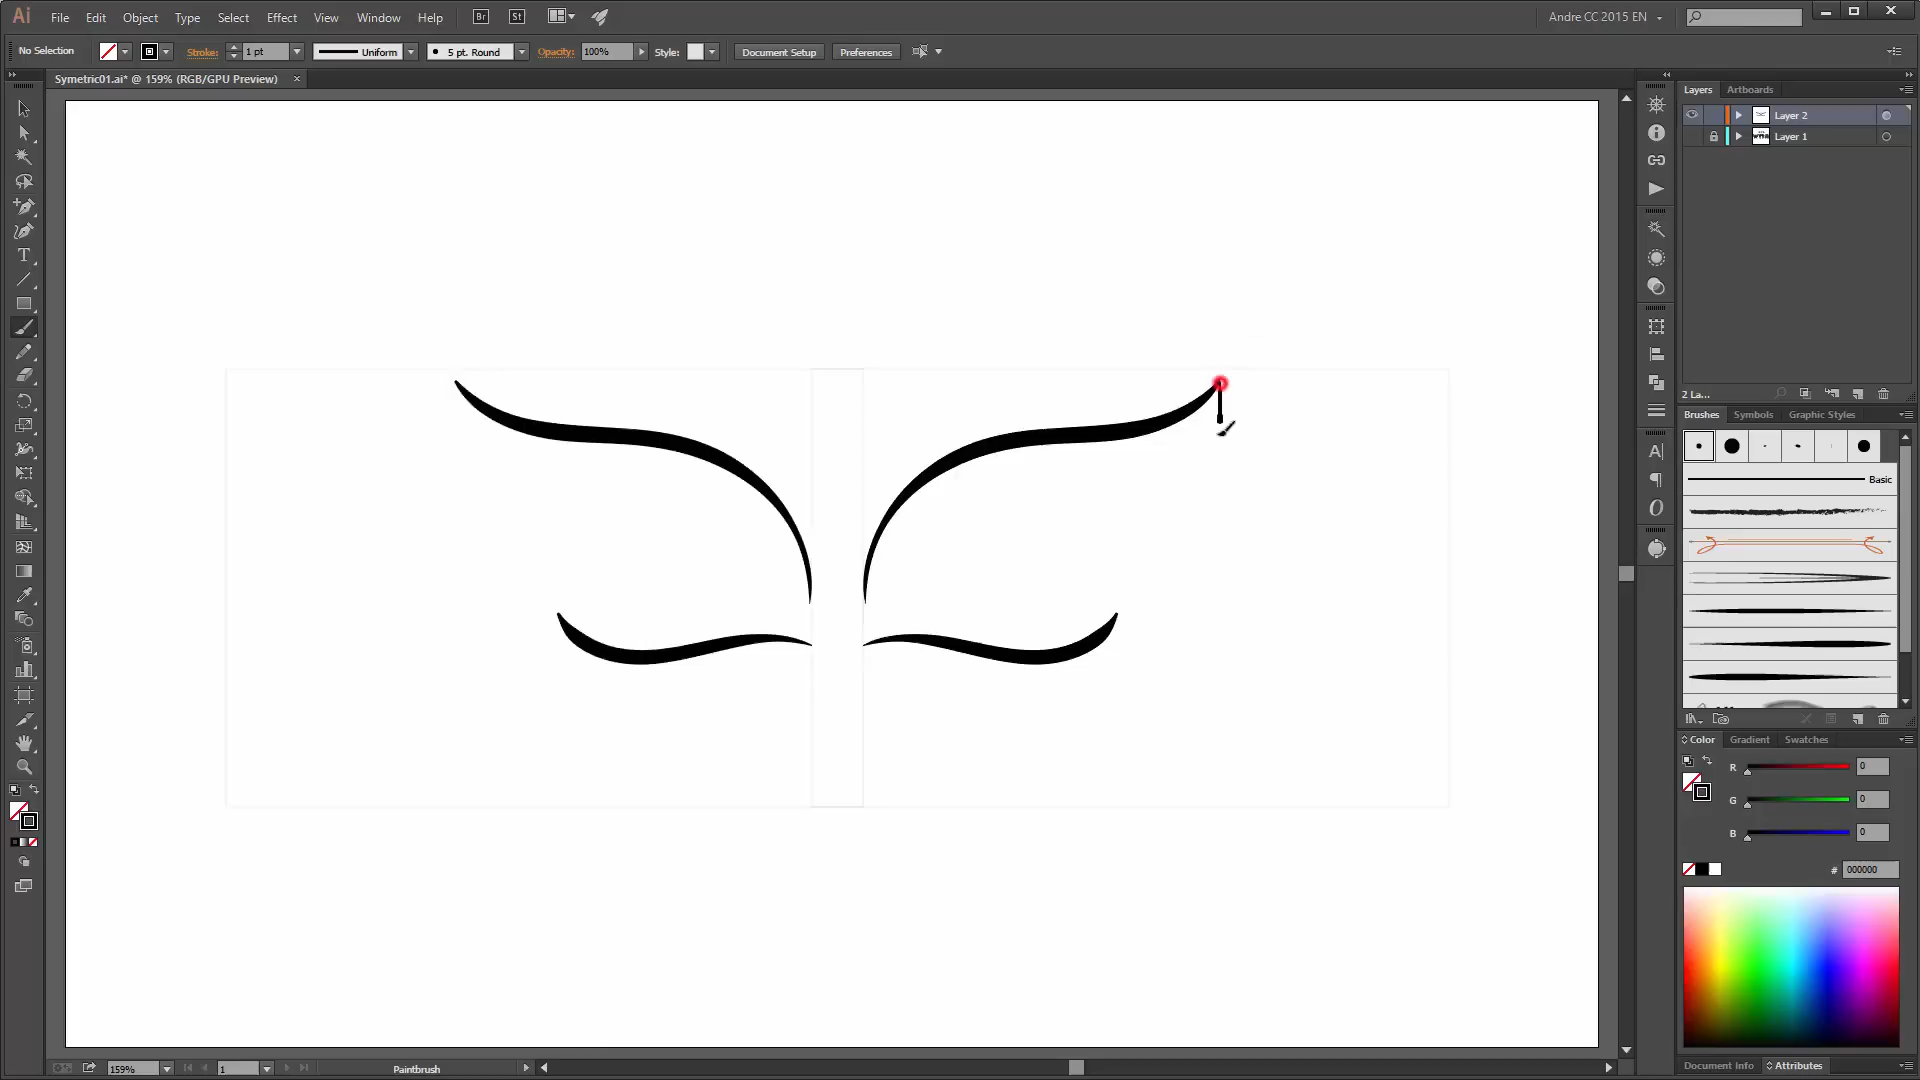 Ai File Edit Object Type Select Effect View Window Help Br St Andre CC 2015 EN
No Selection Stroke: 1 pt Uniform 5 pt. Round Opacity: 100% Style: Document Setup Preferences
Symetric01.ai* @ 159% (RGB/GPU Preview)
Layers Artboards
Layer 2
Layer 1
2 La...
Brushes Symbols Graphic Styles
Basic
Color Gradient Swatches
R 0
G 0
B 0
# 000000
159% 1 Paintbrush
Document Info Attributes